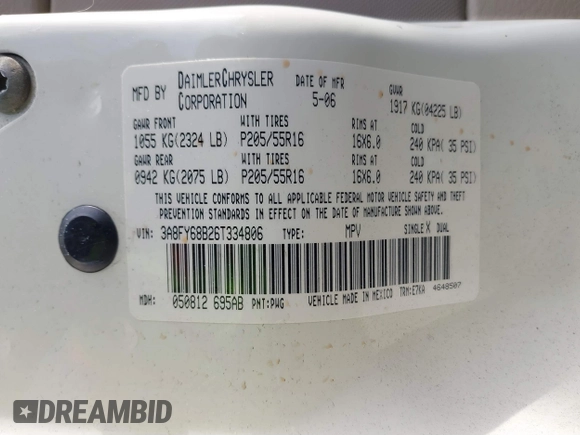 MFD BY DAIMLERCHRYSLER CORPORATION DATE OF MFR 5-06 GVWR 1917 KG(04225 LB)
GAWR FRONT WITH TIRES RIMS AT COLD
1055 KG(2324 LB) P205/55R16 16X6.0 240 KPA( 35 PSI)
GAWR REAR WITH TIRES RIMS AT COLD
0942 KG(2075 LB) P205/55R16 16X6.0 240 KPA( 35 PSI)
THIS VEHICLE CONFORMS TO ALL APPLICABLE FEDERAL MOTOR VEHICLE SAFETY AND THEFT
PREVENTION STANDARDS IN EFFECT ON THE DATE OF MANUFACTURE SHOWN ABOVE.
VIN: 3A8FY68B26T334806 TYPE: MPV SINGLE X DUAL
MDH: 050812 695AB PNT:PWG VEHICLE MADE IN MEXICO TRM:E7KA 4648507
DREAMBID